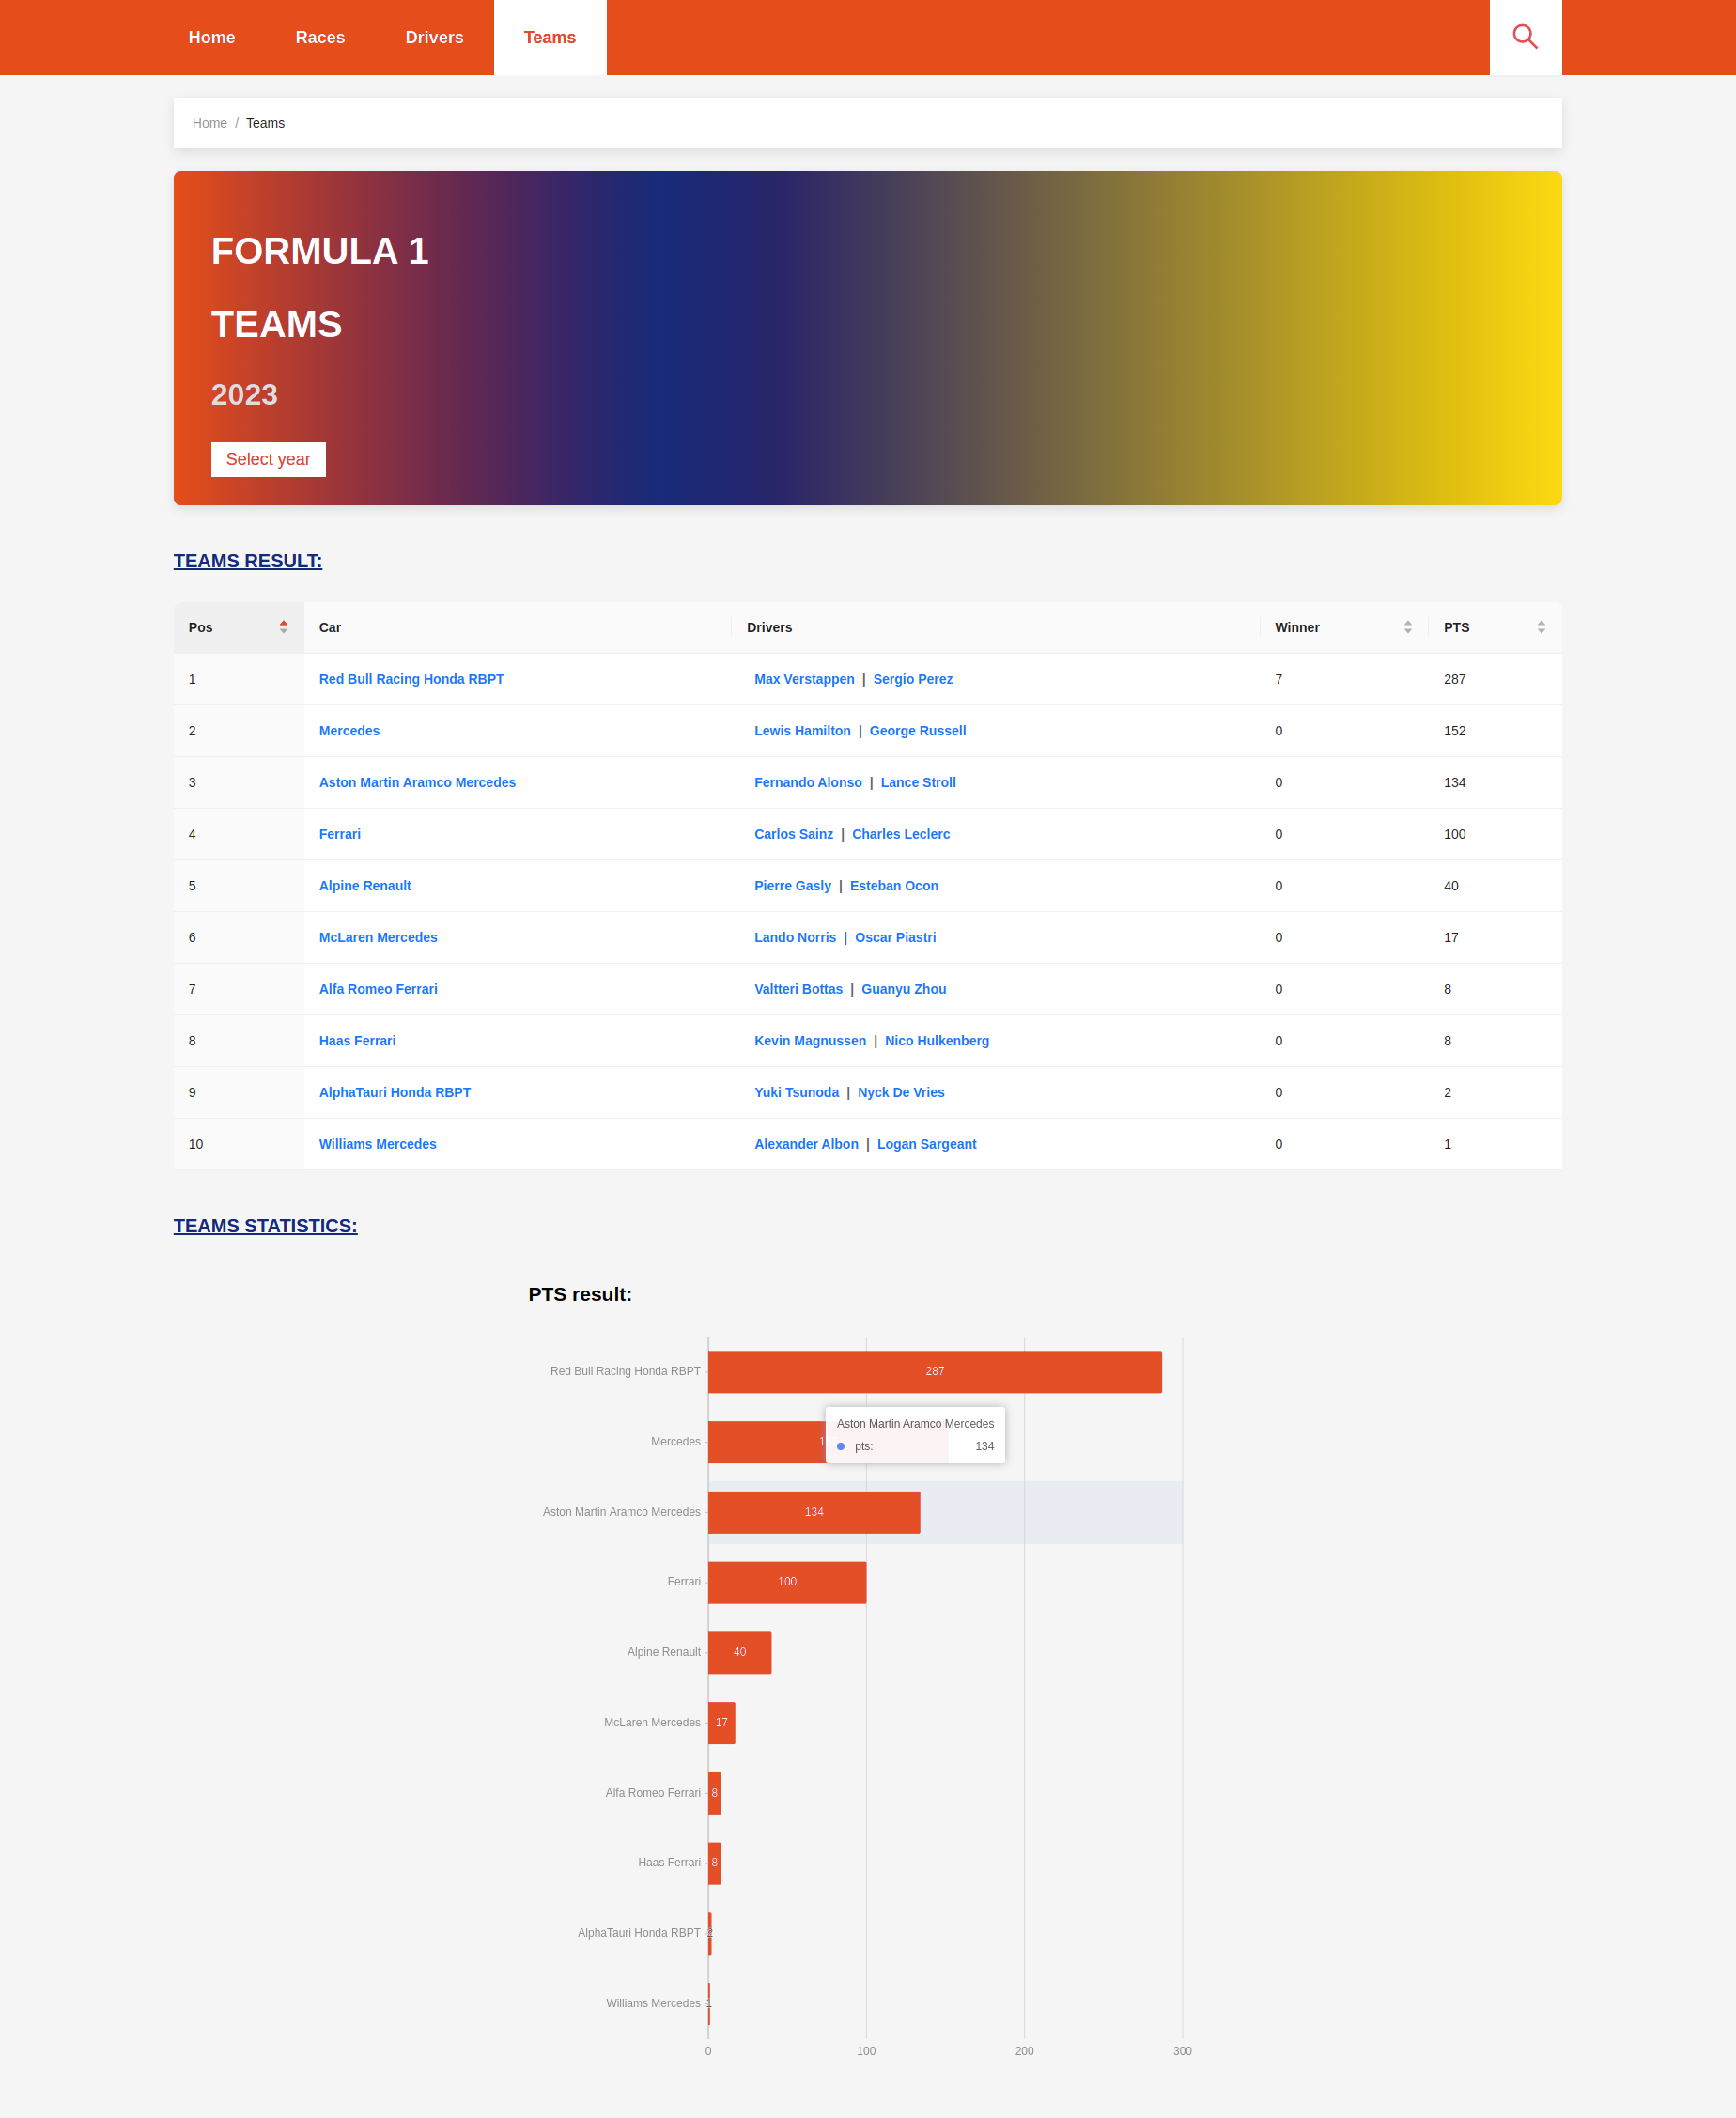 Home Races Drivers Teams
Home / Teams
FORMULA 1
TEAMS
2023
Select year
TEAMS RESULT:
Pos Car Drivers Winner PTS
1 Red Bull Racing Honda RBPT Max Verstappen | Sergio Perez 7 287
2 Mercedes Lewis Hamilton | George Russell 0 152
3 Aston Martin Aramco Mercedes Fernando Alonso | Lance Stroll 0 134
4 Ferrari Carlos Sainz | Charles Leclerc 0 100
5 Alpine Renault Pierre Gasly | Esteban Ocon 0 40
6 McLaren Mercedes Lando Norris | Oscar Piastri 0 17
7 Alfa Romeo Ferrari Valtteri Bottas | Guanyu Zhou 0 8
8 Haas Ferrari Kevin Magnussen | Nico Hulkenberg 0 8
9 AlphaTauri Honda RBPT Yuki Tsunoda | Nyck De Vries 0 2
10 Williams Mercedes Alexander Albon | Logan Sargeant 0 1
TEAMS STATISTICS:
PTS result:
Red Bull Racing Honda RBPT 287
Aston Martin Aramco Mercedes
Mercedes
pts: 134
Aston Martin Aramco Mercedes 134
Ferrari 100
Alpine Renault 40
McLaren Mercedes 17
Alfa Romeo Ferrari 8
Haas Ferrari 8
AlphaTauri Honda RBPT 2
Williams Mercedes 1
0 100 200 300